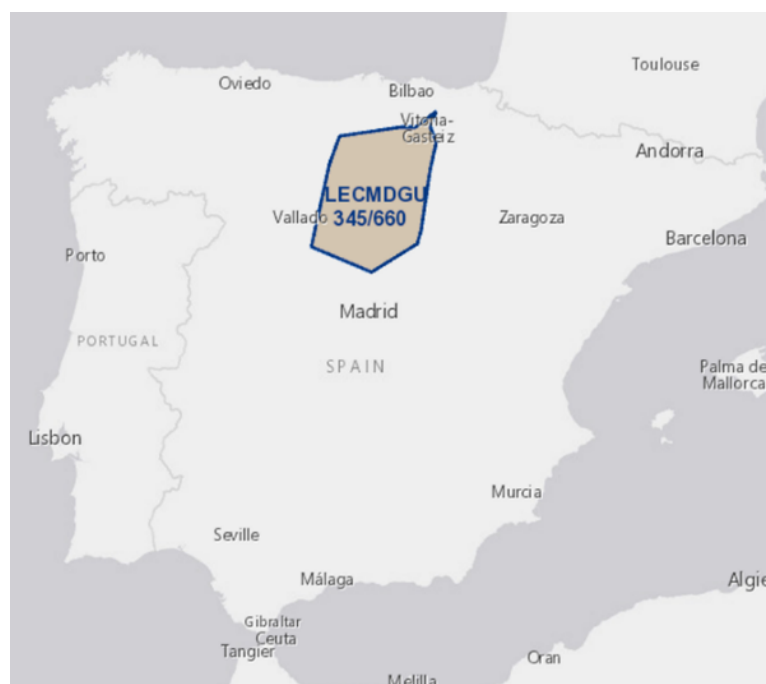 Toulouse
Oviedo
Bilbao
Vitoria-
Gasteiz
Andorra
LECMDGU
Vallado 345/660
Zaragoza
Barcelona
Porto
Madrid
PORTUGAL
SPAIN
Palma de
Mallorca
Lisbon
Murcia
Seville
Málaga
Algie
Gibraltar
Ceuta
Tangier
Oran
Melilla